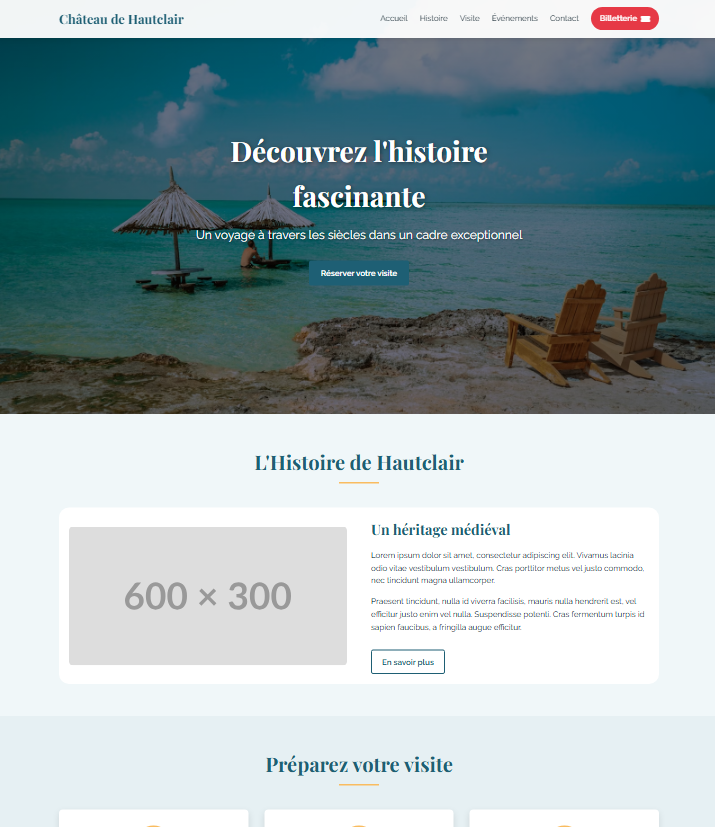 Château de Hautclair
Accueil Histoire Visite Événements Contact Billetterie
Découvrez l'histoire
fascinante
Un voyage à travers les siècles dans un cadre exceptionnel
Réserver votre visite
L'Histoire de Hautclair
600 × 300
Un héritage médiéval
Lorem ipsum dolor sit amet, consectetur adipiscing elit. Vivamus lacinia
odio vitae vestibulum vestibulum. Cras porttitor metus vel justo commodo,
nec tincidunt magna ullamcorper.
Praesent tincidunt, nulla id viverra facilisis, mauris nulla hendrerit est, vel
efficitur justo enim vel nulla. Suspendisse potenti. Cras fermentum turpis id
sapien faucibus, a fringilla augue efficitur.
En savoir plus
Préparez votre visite